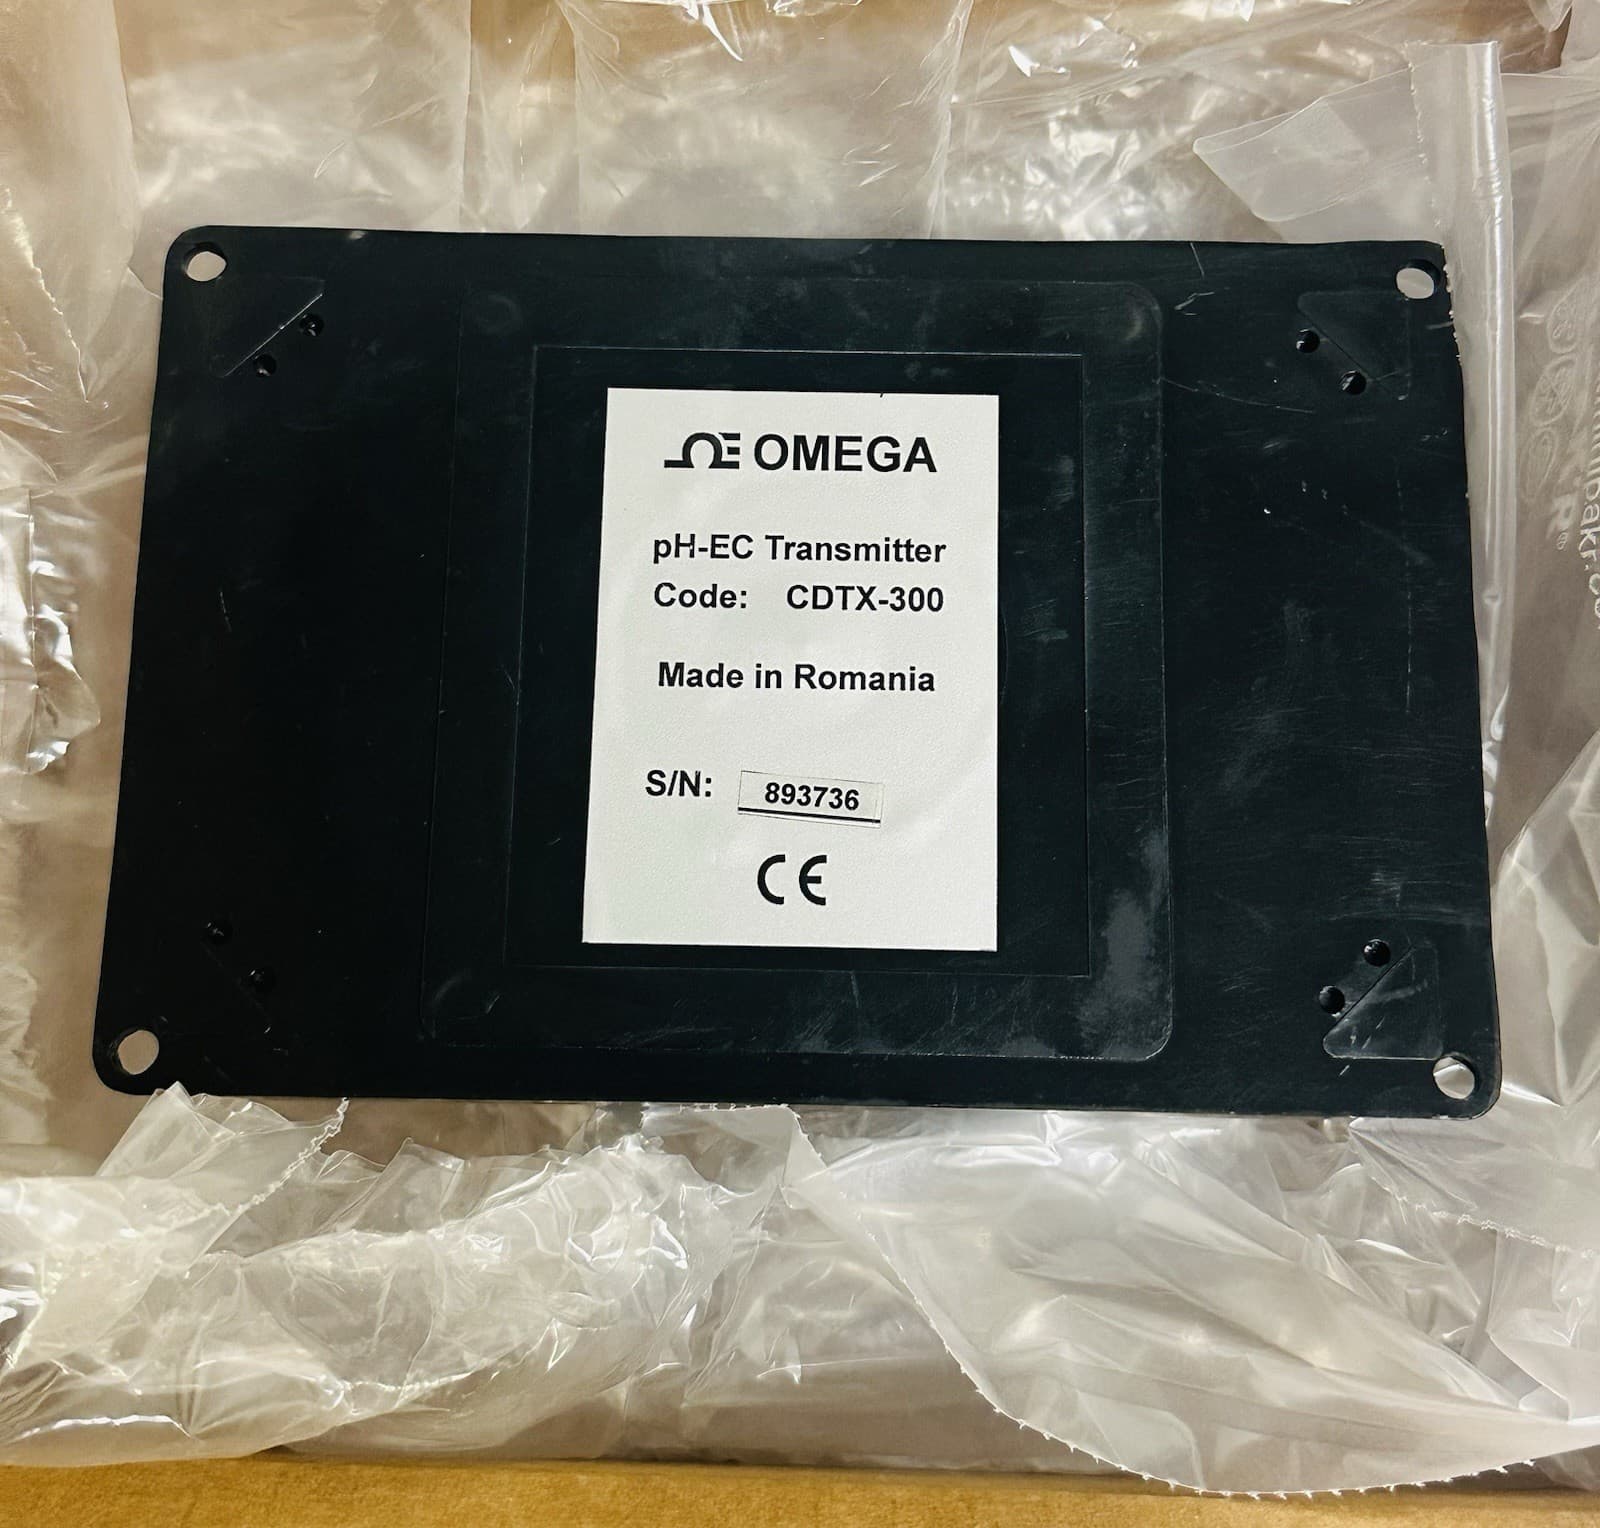 OMEGA
pH-EC Transmitter
Code: CDTX-300
Made in Romania
S/N: 893736
CE